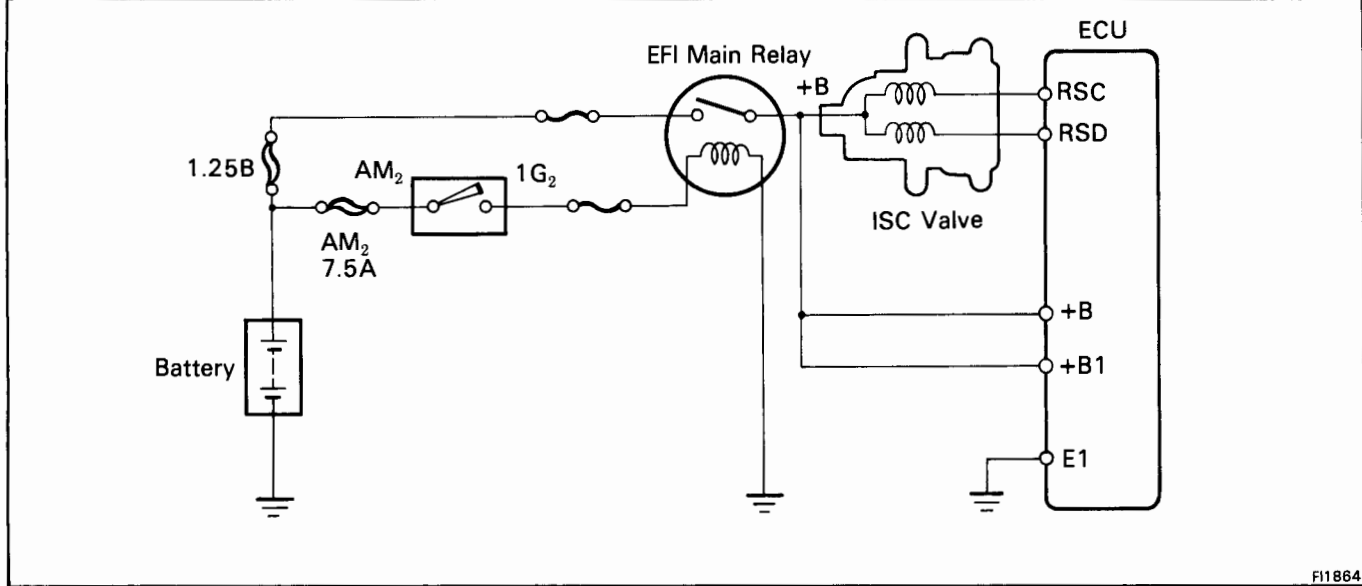 ECU
EFI Main Relay
+B
RSC
RSD
1.25B
AM₂
1G₂
ISC Valve
AM₂
7.5A
+B
Battery
+B1
E1
FI1864